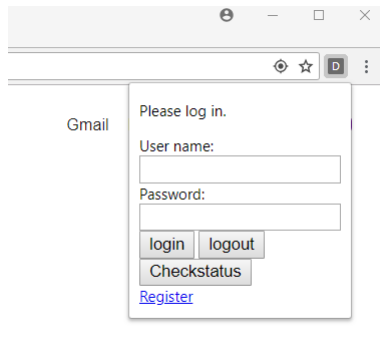 D
Please log in.
Gmail
User name:
Password:
login logout
Checkstatus
Register